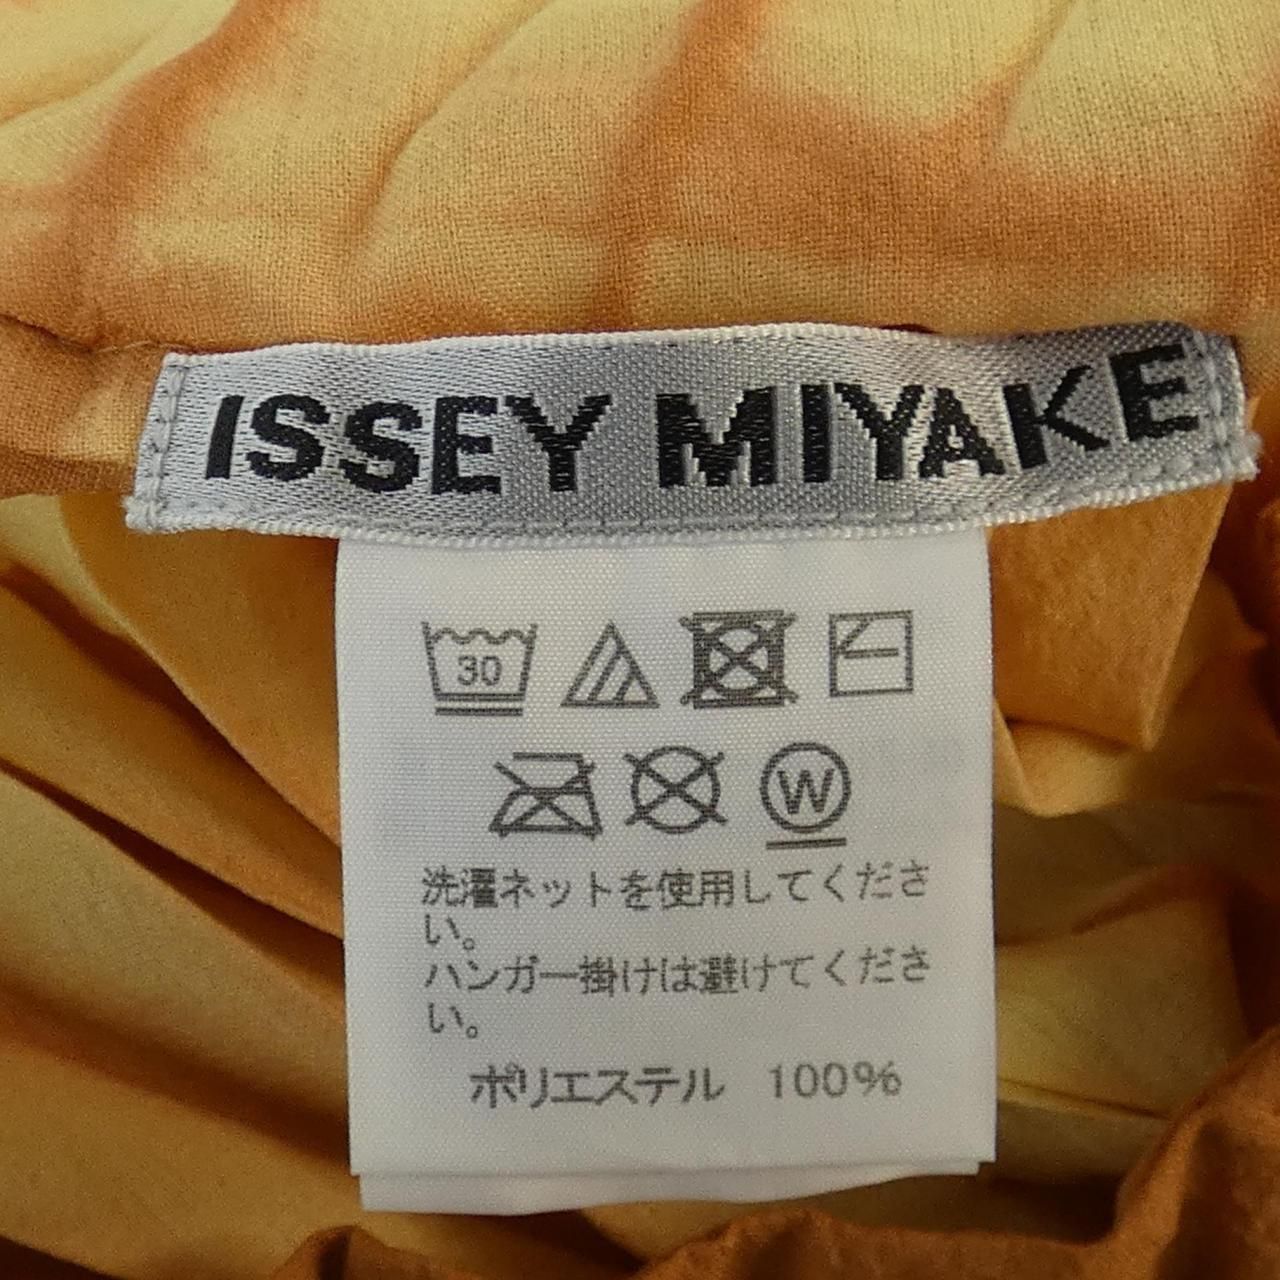 ISSEY MIYAKE
30
W
洗濯ネットを使用してくださ
い。
ハンガー掛けは避けてくださ
い。
ポリエステル 100%